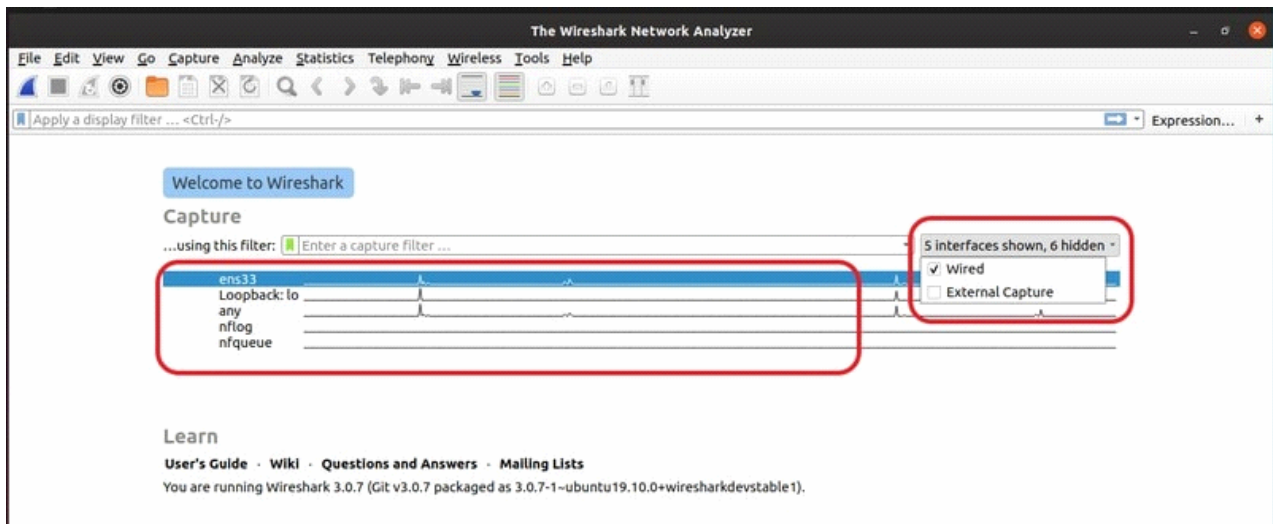 The Wireshark Network Analyzer
File Edit View Go Capture Analyze Statistics Telephony Wireless Tools Help
Apply a display filter ... <Ctrl-/> Expression... +
Welcome to Wireshark
Capture
...using this filter: Enter a capture filter ... 5 interfaces shown, 6 hidden
Wired
External Capture
ens33
Loopback: lo
any
nflog
nfqueue
Learn
User's Guide · Wiki · Questions and Answers · Mailing Lists
You are running Wireshark 3.0.7 (Git v3.0.7 packaged as 3.0.7-1~ubuntu19.10.0+wiresharkdevstable1).